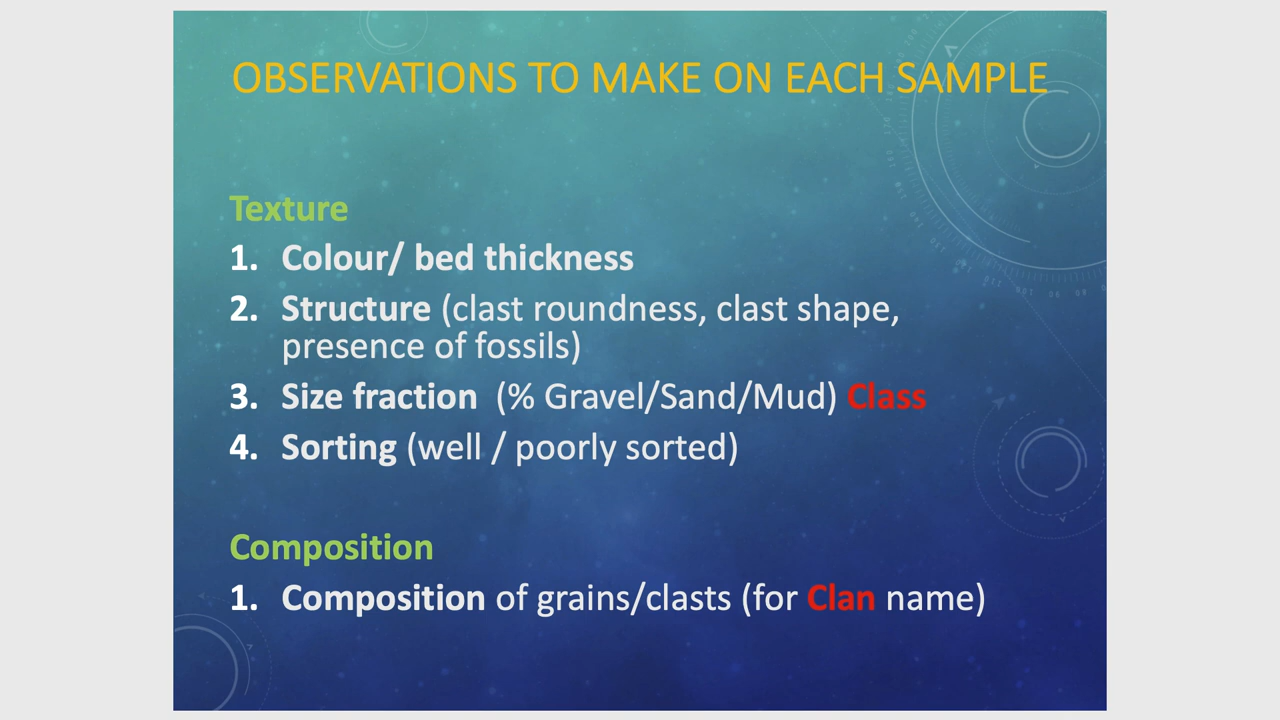 OBSERVATIONS TO MAKE ON EACH SAMPLE
Texture
1. Colour/ bed thickness
2. Structure (clast roundness, clast shape,
presence of fossils)
3. Size fraction (% Gravel/Sand/Mud) Class
4. Sorting (well / poorly sorted)
Composition
1. Composition of grains/clasts (for Clan name)